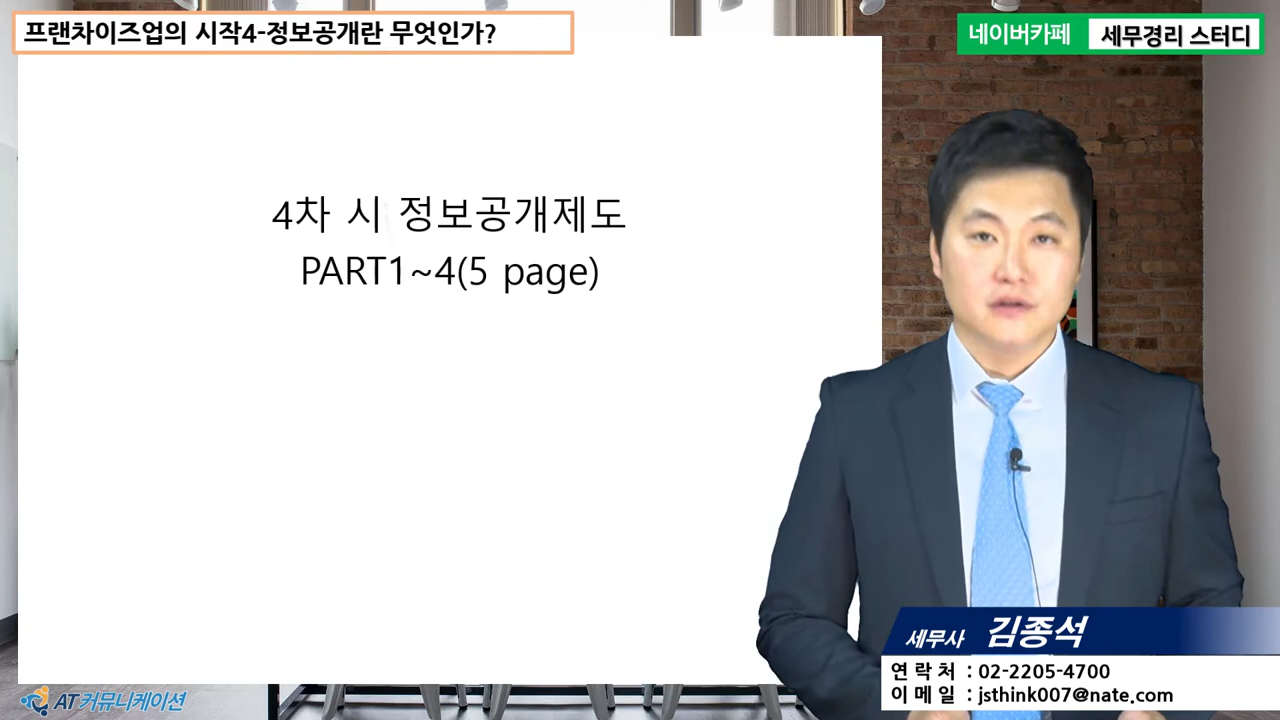 프랜차이즈업의 시작4-정보공개란 무엇인가?
네이버카페 세무경리 스터디
4차 시 정보공개제도
PART1~4(5 page)
세무사 김종석
연 락 처 : 02-2205-4700
이 메 일 : jsthink007@nate.com
AT커뮤니케이션